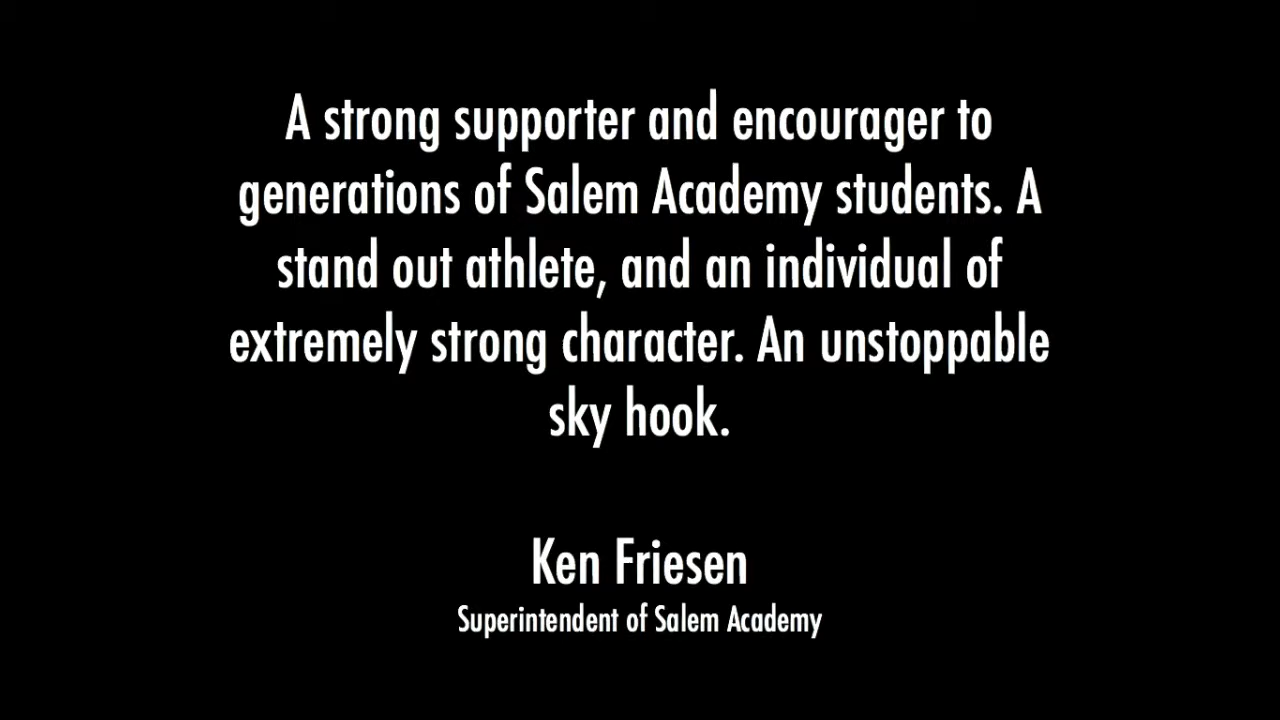 A strong supporter and encourager to
generations of Salem Academy students. A
stand out athlete, and an individual of
extremely strong character. An unstoppable
sky hook.
Ken Friesen
Superintendent of Salem Academy